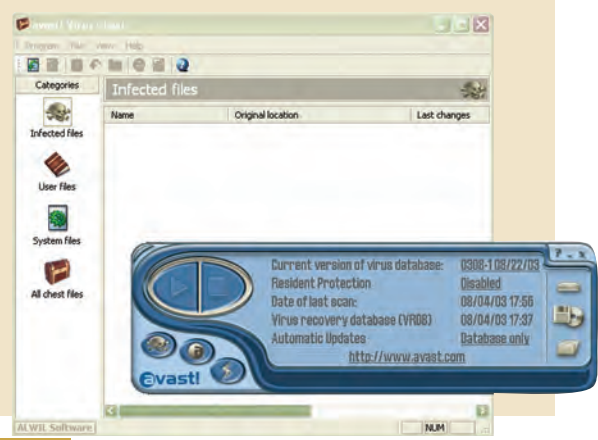 avast! Virus Chest
Program File View Help
Categories
Infected files
Name Original location Last changes
Infected files
User files
System files
All chest files
Current version of virus database: 0308-1 08/22/03
Resident Protection Disabled
Date of last scan: 08/04/03 17:56
Virus recovery database (VRDB) 08/04/03 17:37
Automatic Updates Database only
http://www.avast.com
avast!
ALWIL Software NUM